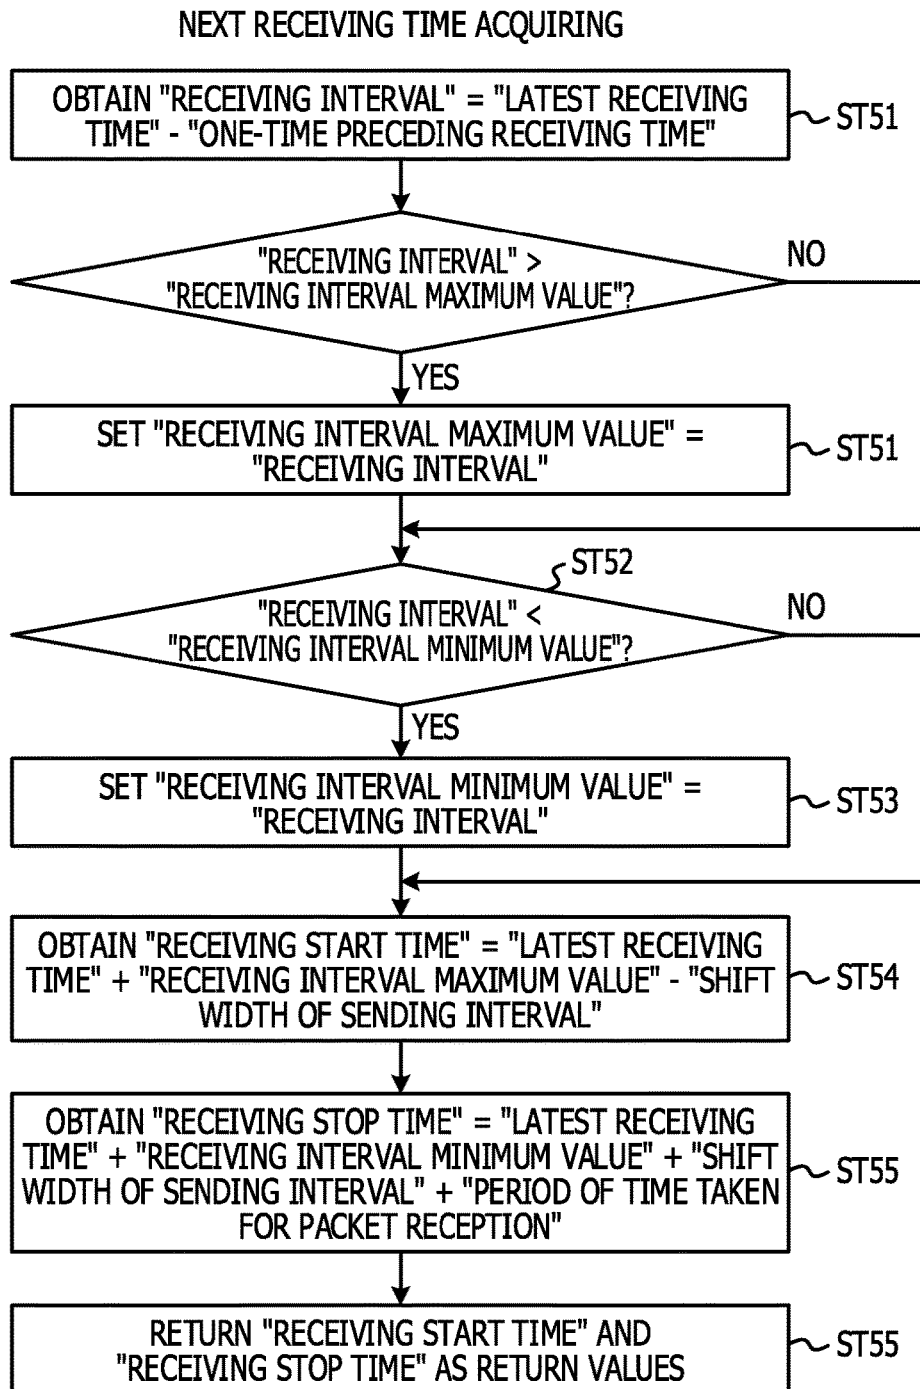 NEXT RECEIVING TIME ACQUIRING
OBTAIN "RECEIVING INTERVAL" = "LATEST RECEIVING
TIME" - "ONE-TIME PRECEDING RECEIVING TIME"
ST51
"RECEIVING INTERVAL" >
"RECEIVING INTERVAL MAXIMUM VALUE"?
NO
YES
SET "RECEIVING INTERVAL MAXIMUM VALUE" =
"RECEIVING INTERVAL"
ST51
ST52
"RECEIVING INTERVAL" <
"RECEIVING INTERVAL MINIMUM VALUE"?
NO
YES
SET "RECEIVING INTERVAL MINIMUM VALUE" =
"RECEIVING INTERVAL"
ST53
OBTAIN "RECEIVING START TIME" = "LATEST RECEIVING
TIME" + "RECEIVING INTERVAL MAXIMUM VALUE" - "SHIFT
WIDTH OF SENDING INTERVAL"
ST54
OBTAIN "RECEIVING STOP TIME" = "LATEST RECEIVING
TIME" + "RECEIVING INTERVAL MINIMUM VALUE" + "SHIFT
WIDTH OF SENDING INTERVAL" + "PERIOD OF TIME TAKEN
FOR PACKET RECEPTION"
ST55
RETURN "RECEIVING START TIME" AND
"RECEIVING STOP TIME" AS RETURN VALUES
ST55